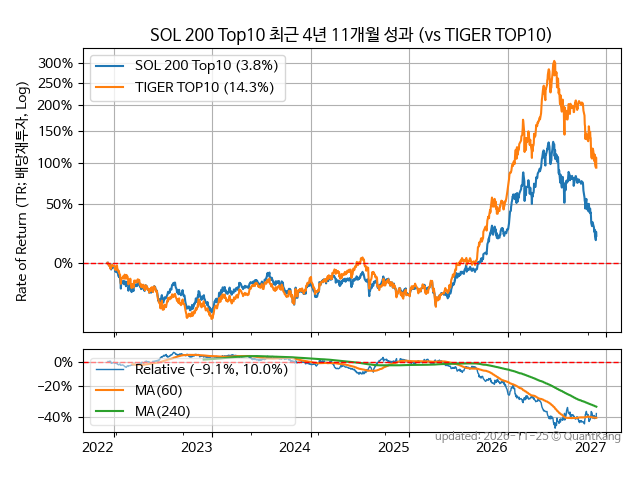 SOL 200 Top10 최근 4년 11개월 성과 (vs TIGER TOP10)
Rate of Return (TR: 배당재투자, Log)
300%
250%
200%
150%
100%
50%
0%
SOL 200 Top10 (3.8%)
TIGER TOP10 (14.3%)
0%
−20%
−40%
Relative (−9.1%, 10.0%)
MA(60)
MA(240)
updated: 2026-11-25 © QuantKang
2022
2023
2024
2025
2026
2027